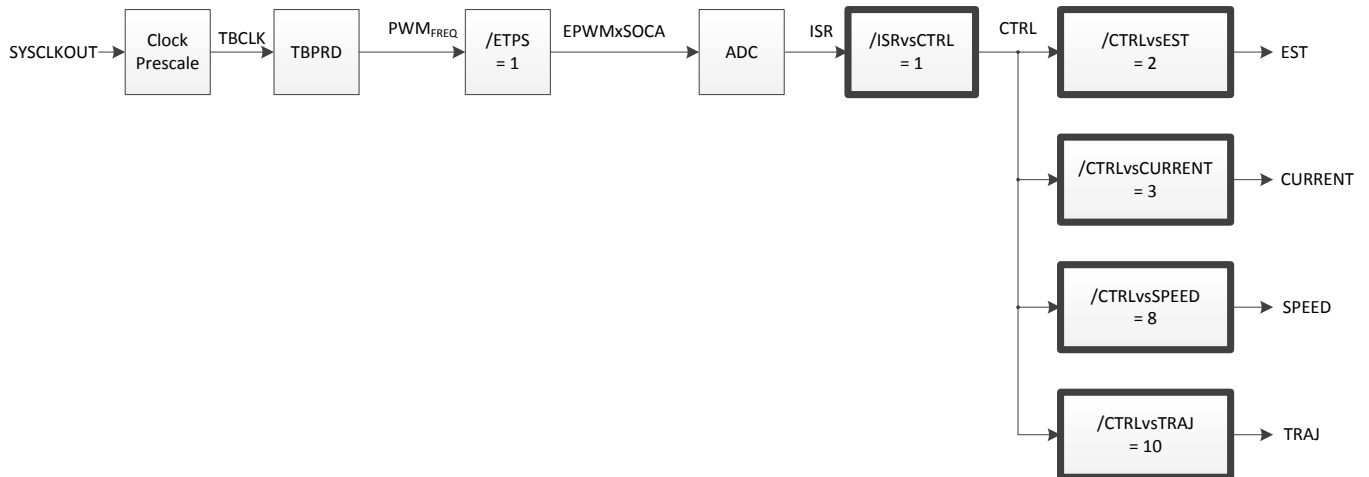 SYSCLKOUT
Clock
Prescale
TBCLK
TBPRD
PWMFREQ
/ETPS
= 1
EPWMxSOCA
ADC
ISR
/ISRvsCTRL
= 1
CTRL
/CTRLvsEST
= 2
EST
/CTRLvsCURRENT
= 3
CURRENT
/CTRLvsSPEED
= 8
SPEED
/CTRLvsTRAJ
= 10
TRAJ